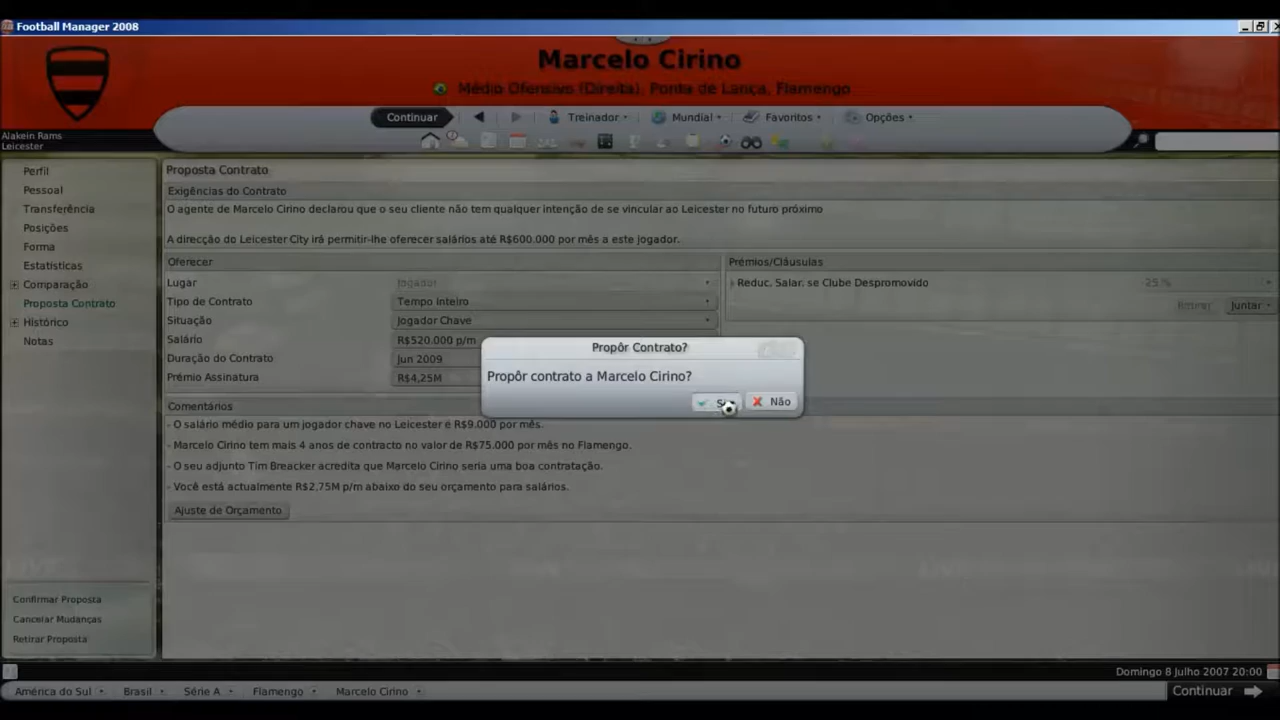 Football Manager 2008
Marcelo Cirino
Médio Ofensivo (Direita), Ponta de Lança, Flamengo
Continuar
Treinador
Mundial
Favoritos
Opções
Alakein Rams
Leicester
Perfil
Pessoal
Transferência
Posições
Forma
Estatísticas
Comparação
Proposta Contrato
Histórico
Notas
Proposta Contrato
Exigências do Contrato
O agente de Marcelo Cirino declarou que o seu cliente não tem qualquer intenção de se vincular ao Leicester no futuro próximo
A direcção do Leicester City irá permitir-lhe oferecer salários até R$600.000 por mês a este jogador.
Oferecer
Lugar Jogador
Tipo de Contrato Tempo Inteiro
Situação Jogador Chave
Salário R$520.000 p/m
Duração do Contrato Jun 2009
Prémio Assinatura R$4,25M
Prémios/Cláusulas
Reduc. Salar. se Clube Despromovido -25 %
Retirar Juntar
Propôr Contrato?
Propôr contrato a Marcelo Cirino?
Não
Comentários
- O salário médio para um jogador chave no Leicester é R$9.000 por mês.
- Marcelo Cirino tem mais 4 anos de contracto no valor de R$75.000 por mês no Flamengo.
- O seu adjunto Tim Breacker acredita que Marcelo Cirino seria uma boa contratação.
- Você está actualmente R$2,75M p/m abaixo do seu orçamento para salários.
Ajuste de Orçamento
Confirmar Proposta
Cancelar Mudanças
Retirar Proposta
Domingo 8 Julho 2007 20:00
América do Sul Brasil Série A Flamengo Marcelo Cirino Continuar